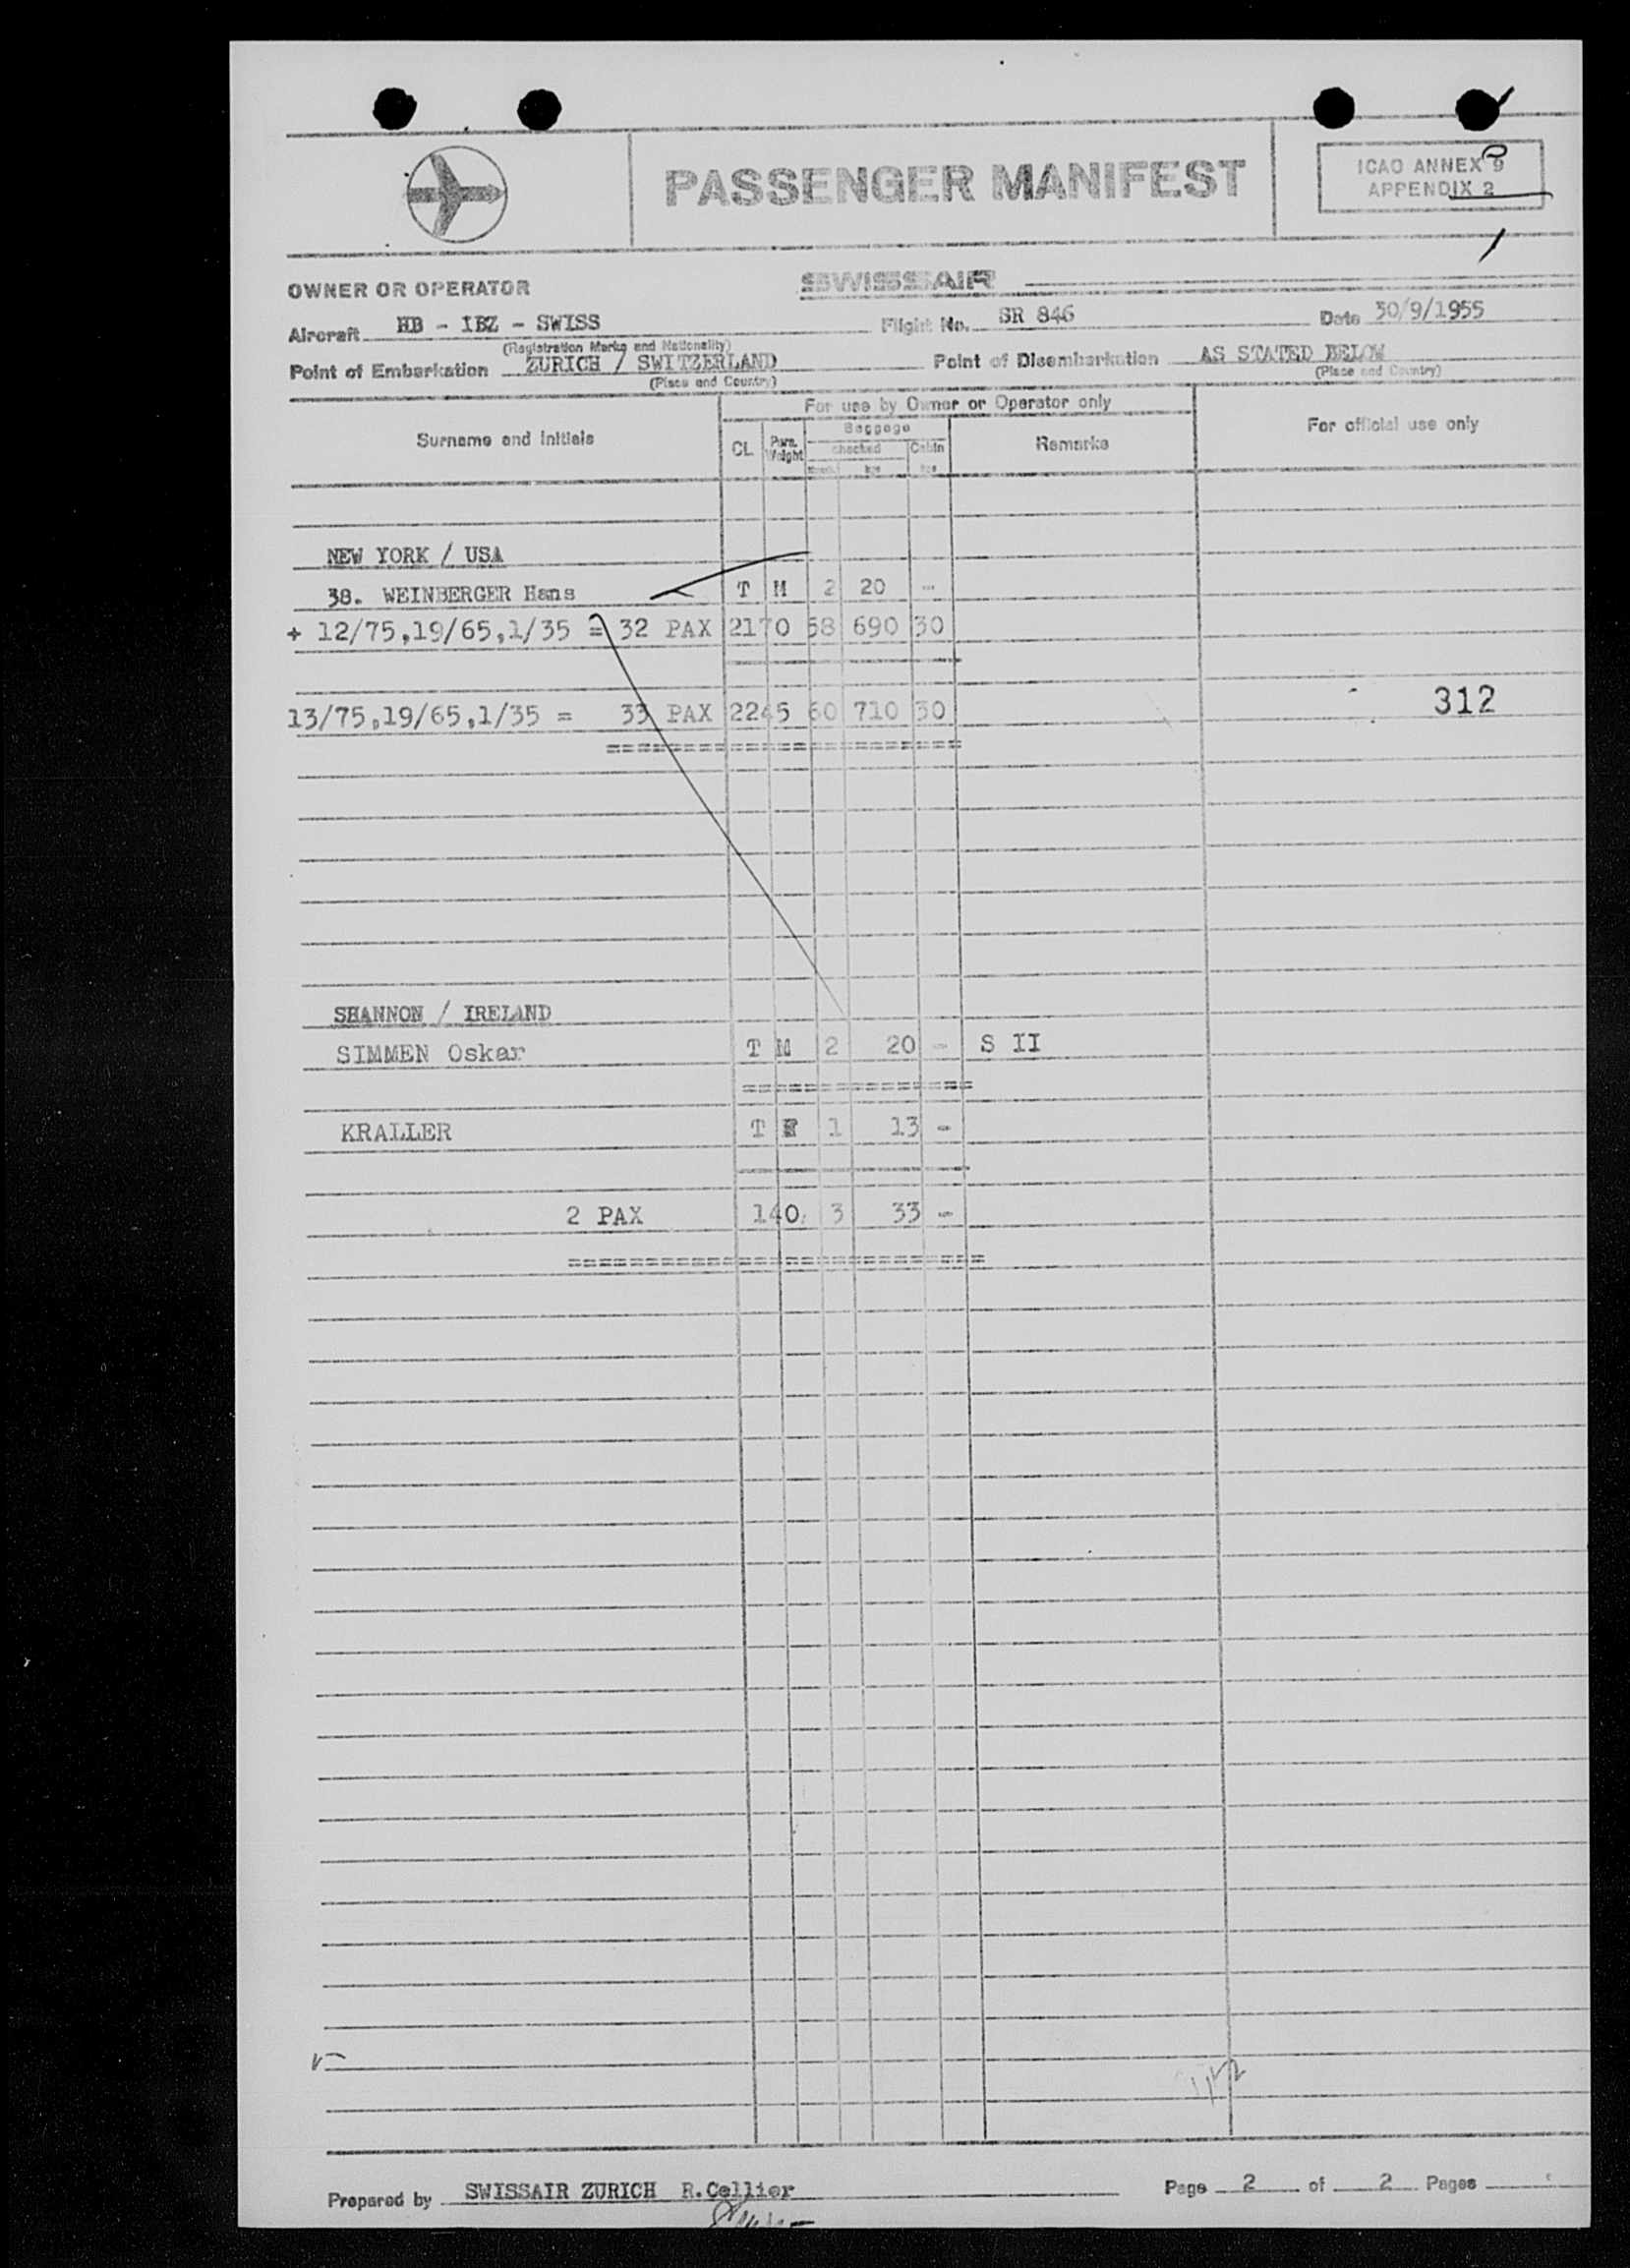 PASSENGER MANIFEST
ICAO ANNEX 9
APPENDIX 2
OWNER OR OPERATOR SWISSAIR
Aircraft HB - IBZ - SWISS Flight No. SR 846 Date 30/9/1955
(Registration Marks and Nationality)
Point of Embarkation ZURICH / SWITZERLAND Point of Disembarkation AS STATED BELOW
(Place and Country) (Place and Country)
For use by Owner or Operator only
Surname and Initials CL Pers. Weight Baggage checked Cabin kgs kgs Remarks For official use only
NEW YORK / USA
38. WEINBERGER Hans T M 2 20 -
+ 12/75,19/65,1/35 = 32 PAX 2170 58 690 30
13/75,19/65,1/35 = 33 PAX 2245 60 710 30 312
SHANNON / IRELAND
SIMMEN Oskar T M 2 20 - S II
KRALLER T F 1 13 -
2 PAX 140 3 33 -
Prepared by SWISSAIR ZURICH R.Cellier Page 2 of 2 Pages